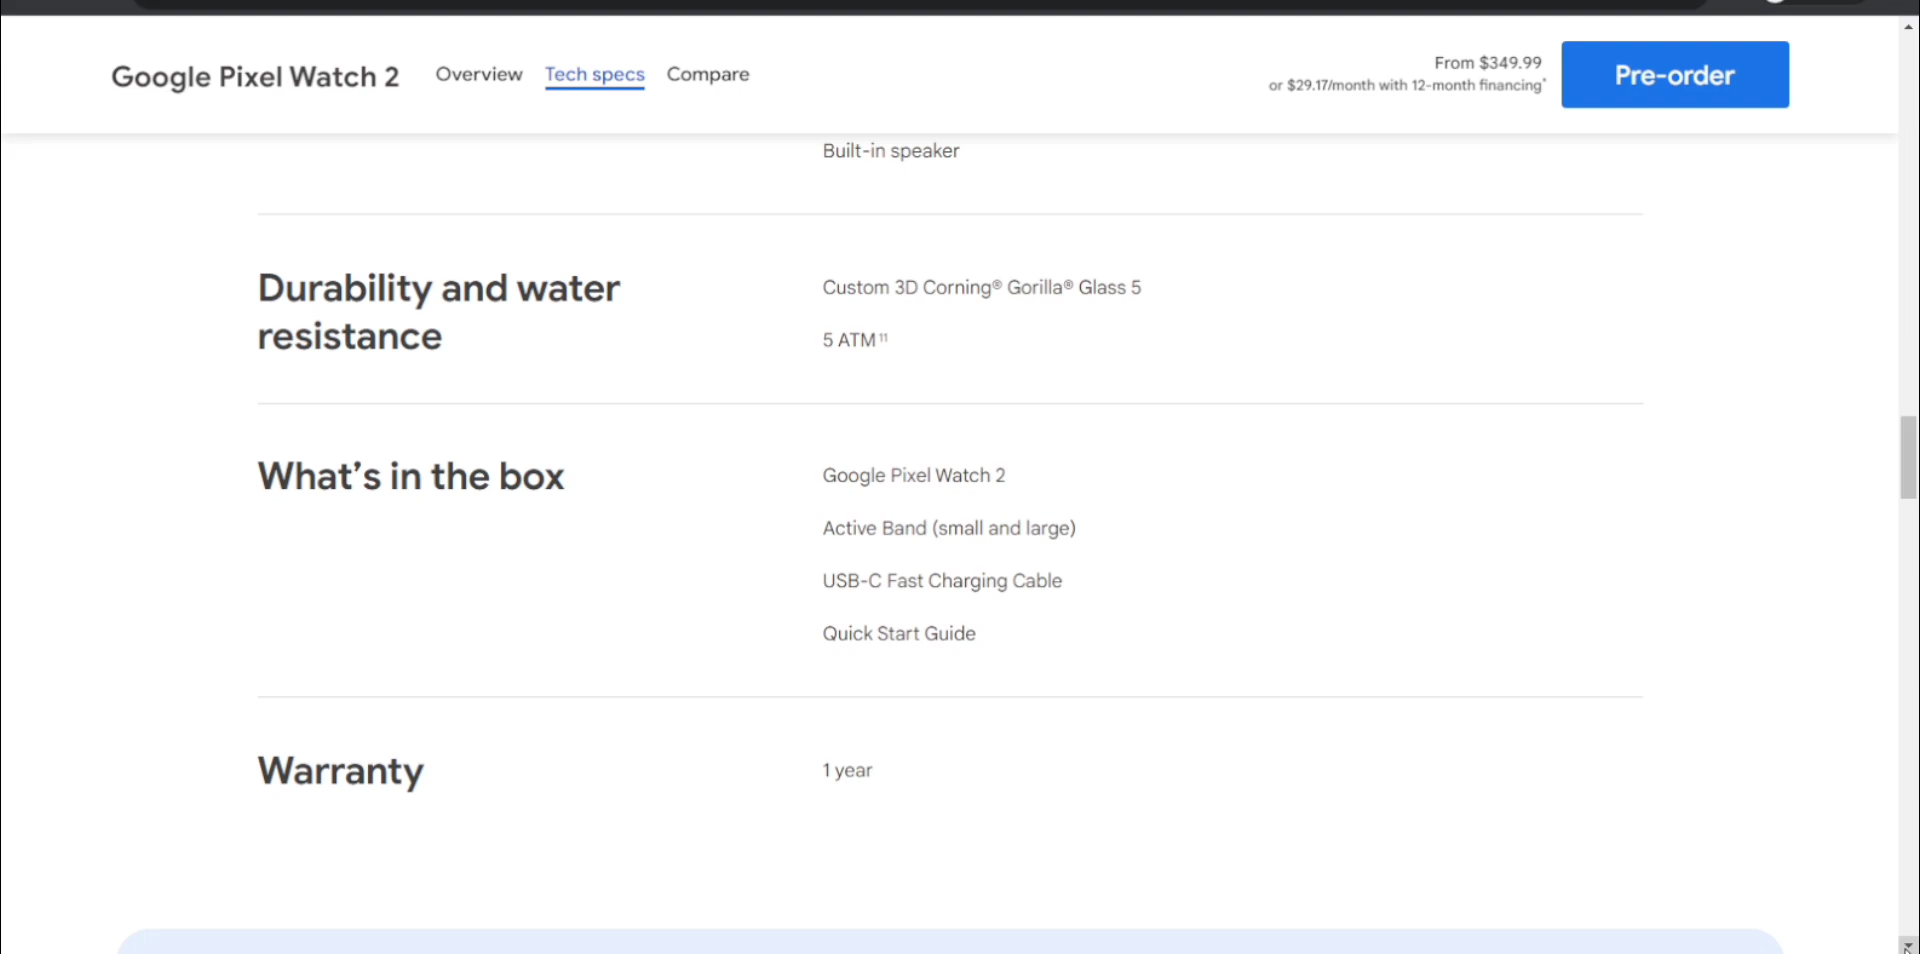 Google Pixel Watch 2
Overview
Tech specs
Compare
From $349.99
or $29.17/month with 12-month financing*
Pre-order
Built-in speaker
Durability and water
resistance
Custom 3D Corning® Gorilla® Glass 5
5 ATM¹¹
What’s in the box
Google Pixel Watch 2
Active Band (small and large)
USB-C Fast Charging Cable
Quick Start Guide
Warranty
1 year